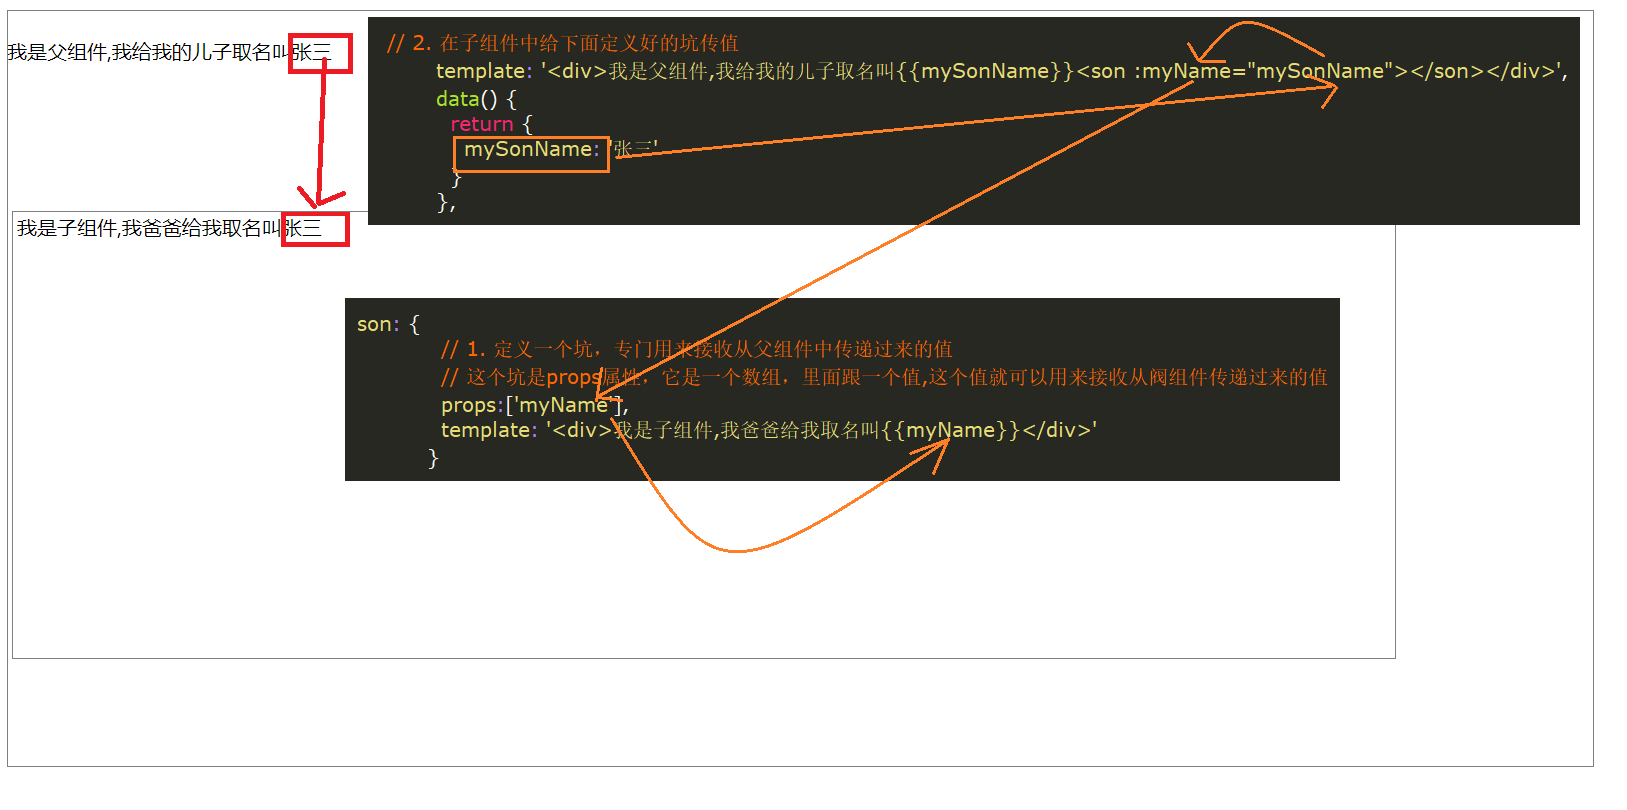 我是父组件,我给我的儿子取名叫张三
// 2. 在子组件中给下面定义好的坑传值
template: '<div>我是父组件,我给我的儿子取名叫{{mySonName}}<son :myName="mySonName"></son></div>',
data() {
return {
mySonName: '张三'
}
},
我是子组件,我爸爸给我取名叫张三
son: {
// 1. 定义一个坑，专门用来接收从父组件中传递过来的值
// 这个坑是props属性，它是一个数组，里面跟一个值,这个值就可以用来接收从阀组件传递过来的值
props:['myName'],
template: '<div>我是子组件,我爸爸给我取名叫{{myName}}</div>'
}